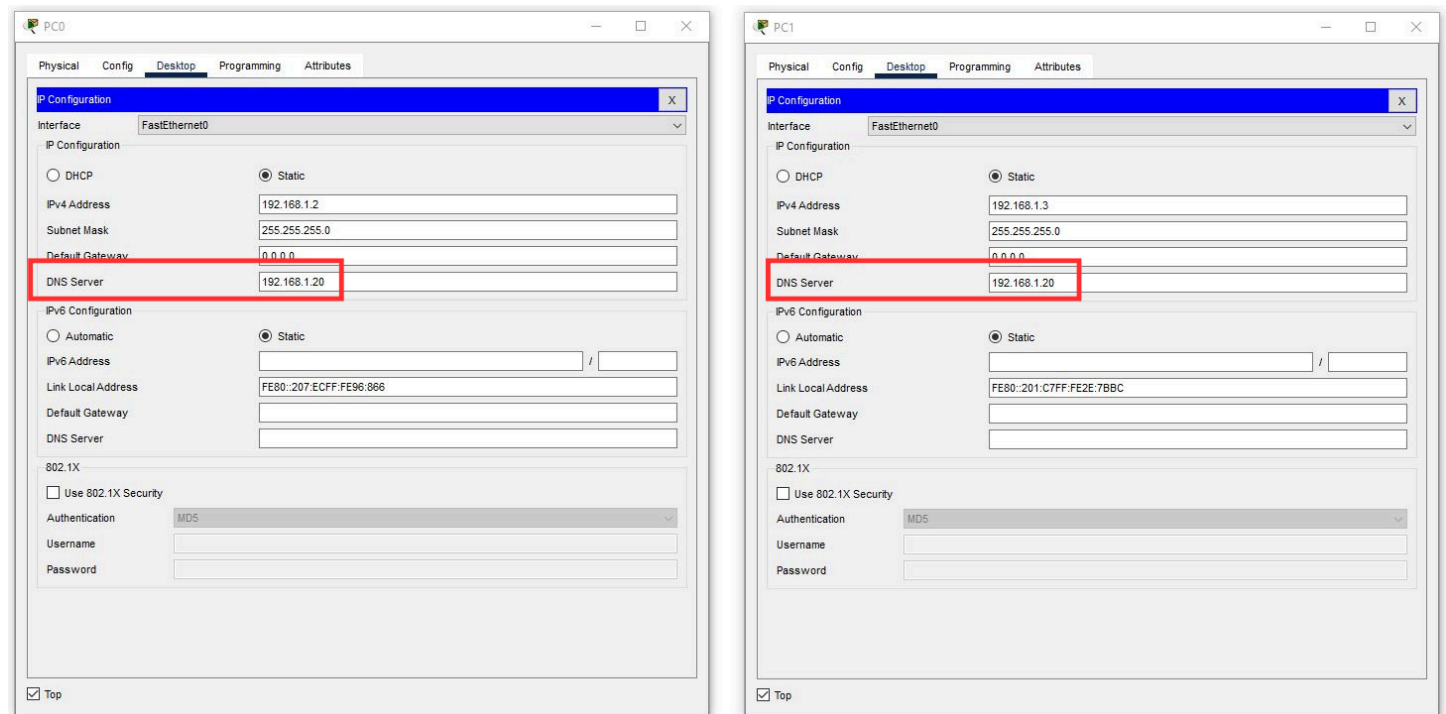 PC0
Physical Config Desktop Programming Attributes
IP Configuration X
Interface FastEthernet0
IP Configuration
DHCP Static
IPv4 Address 192.168.1.2
Subnet Mask 255.255.255.0
Default Gateway 0.0.0.0
DNS Server 192.168.1.20
IPv6 Configuration
Automatic Static
IPv6 Address /
Link Local Address FE80::207:ECFF:FE96:866
Default Gateway
DNS Server
802.1X
Use 802.1X Security
Authentication MD5
Username
Password
Top
PC1
Physical Config Desktop Programming Attributes
IP Configuration X
Interface FastEthernet0
IP Configuration
DHCP Static
IPv4 Address 192.168.1.3
Subnet Mask 255.255.255.0
Default Gateway 0.0.0.0
DNS Server 192.168.1.20
IPv6 Configuration
Automatic Static
IPv6 Address /
Link Local Address FE80::201:C7FF:FE2E:7BBC
Default Gateway
DNS Server
802.1X
Use 802.1X Security
Authentication MD5
Username
Password
Top